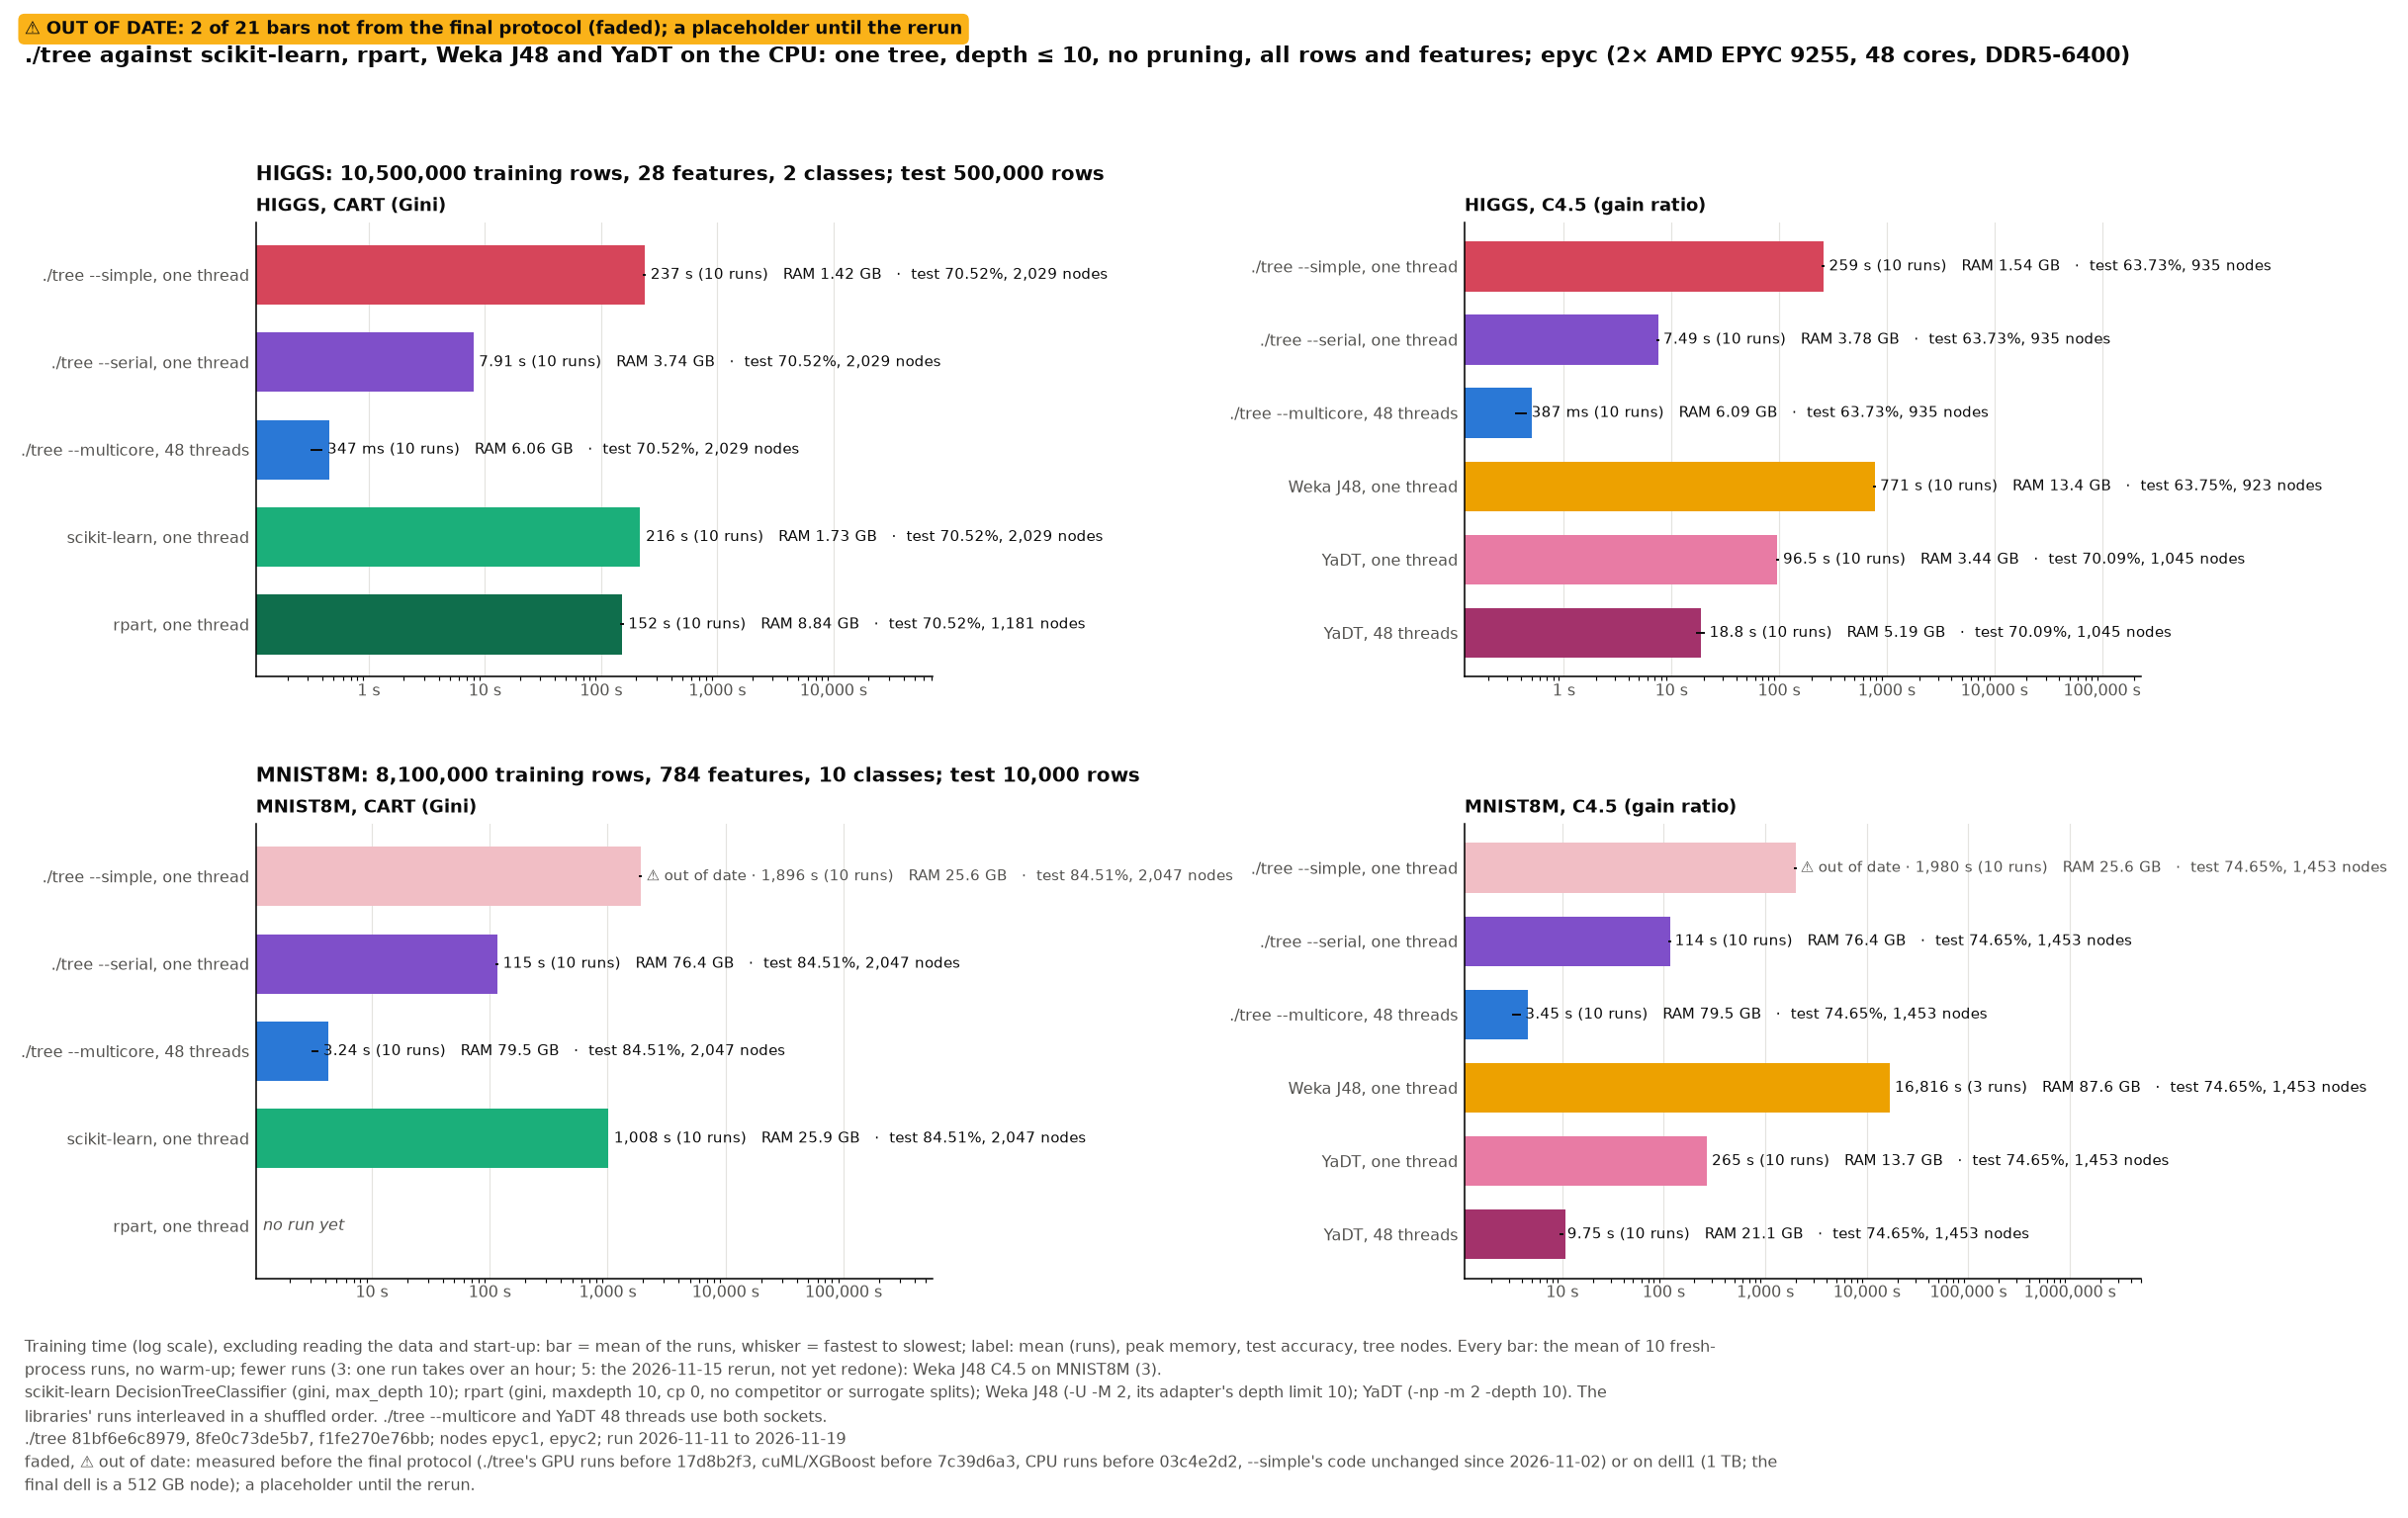 ⚠ OUT OF DATE: 2 of 21 bars not from the final protocol (faded); a placeholder until the rerun
./tree against scikit-learn, rpart, Weka J48 and YaDT on the CPU: one tree, depth ≤ 10, no pruning, all rows and features; epyc (2× AMD EPYC 9255, 48 cores, DDR5-6400)
HIGGS: 10,500,000 training rows, 28 features, 2 classes; test 500,000 rows
HIGGS, CART (Gini)
./tree --simple, one thread
237 s (10 runs) RAM 1.42 GB · test 70.52%, 2,029 nodes
./tree --serial, one thread
7.91 s (10 runs) RAM 3.74 GB · test 70.52%, 2,029 nodes
./tree --multicore, 48 threads
347 ms (10 runs) RAM 6.06 GB · test 70.52%, 2,029 nodes
scikit-learn, one thread
216 s (10 runs) RAM 1.73 GB · test 70.52%, 2,029 nodes
rpart, one thread
152 s (10 runs) RAM 8.84 GB · test 70.52%, 1,181 nodes
1 s 10 s 100 s 1,000 s 10,000 s
HIGGS, C4.5 (gain ratio)
./tree --simple, one thread
259 s (10 runs) RAM 1.54 GB · test 63.73%, 935 nodes
./tree --serial, one thread
7.49 s (10 runs) RAM 3.78 GB · test 63.73%, 935 nodes
./tree --multicore, 48 threads
387 ms (10 runs) RAM 6.09 GB · test 63.73%, 935 nodes
Weka J48, one thread
771 s (10 runs) RAM 13.4 GB · test 63.75%, 923 nodes
YaDT, one thread
96.5 s (10 runs) RAM 3.44 GB · test 70.09%, 1,045 nodes
YaDT, 48 threads
18.8 s (10 runs) RAM 5.19 GB · test 70.09%, 1,045 nodes
1 s 10 s 100 s 1,000 s 10,000 s 100,000 s
MNIST8M: 8,100,000 training rows, 784 features, 10 classes; test 10,000 rows
MNIST8M, CART (Gini)
./tree --simple, one thread
⚠ out of date · 1,896 s (10 runs) RAM 25.6 GB · test 84.51%, 2,047 nodes
./tree --serial, one thread
115 s (10 runs) RAM 76.4 GB · test 84.51%, 2,047 nodes
./tree --multicore, 48 threads
3.24 s (10 runs) RAM 79.5 GB · test 84.51%, 2,047 nodes
scikit-learn, one thread
1,008 s (10 runs) RAM 25.9 GB · test 84.51%, 2,047 nodes
rpart, one thread
no run yet
10 s 100 s 1,000 s 10,000 s 100,000 s
MNIST8M, C4.5 (gain ratio)
./tree --simple, one thread
⚠ out of date · 1,980 s (10 runs) RAM 25.6 GB · test 74.65%, 1,453 nodes
./tree --serial, one thread
114 s (10 runs) RAM 76.4 GB · test 74.65%, 1,453 nodes
./tree --multicore, 48 threads
3.45 s (10 runs) RAM 79.5 GB · test 74.65%, 1,453 nodes
Weka J48, one thread
16,816 s (3 runs) RAM 87.6 GB · test 74.65%, 1,453 nodes
YaDT, one thread
265 s (10 runs) RAM 13.7 GB · test 74.65%, 1,453 nodes
YaDT, 48 threads
9.75 s (10 runs) RAM 21.1 GB · test 74.65%, 1,453 nodes
10 s 100 s 1,000 s 10,000 s 100,000 s 1,000,000 s
Training time (log scale), excluding reading the data and start-up: bar = mean of the runs, whisker = fastest to slowest; label: mean (runs), peak memory, test accuracy, tree nodes. Every bar: the mean of 10 fresh-
process runs, no warm-up; fewer runs (3: one run takes over an hour; 5: the 2026-11-15 rerun, not yet redone): Weka J48 C4.5 on MNIST8M (3).
scikit-learn DecisionTreeClassifier (gini, max_depth 10); rpart (gini, maxdepth 10, cp 0, no competitor or surrogate splits); Weka J48 (-U -M 2, its adapter's depth limit 10); YaDT (-np -m 2 -depth 10). The
libraries' runs interleaved in a shuffled order. ./tree --multicore and YaDT 48 threads use both sockets.
./tree 81bf6e6c8979, 8fe0c73de5b7, f1fe270e76bb; nodes epyc1, epyc2; run 2026-11-11 to 2026-11-19
faded, ⚠ out of date: measured before the final protocol (./tree's GPU runs before 17d8b2f3, cuML/XGBoost before 7c39d6a3, CPU runs before 03c4e2d2, --simple's code unchanged since 2026-11-02) or on dell1 (1 TB; the
final dell is a 512 GB node); a placeholder until the rerun.